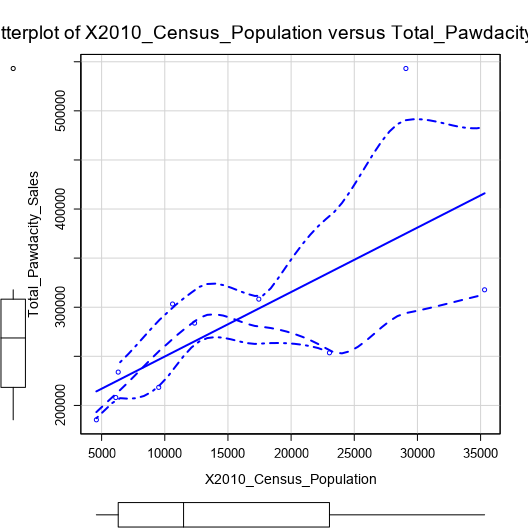 tterplot of X2010_Census_Population versus Total_Pawdacity
500000
400000
300000
200000
Total_Pawdacity_Sales
5000 10000 15000 20000 25000 30000 35000
X2010_Census_Population